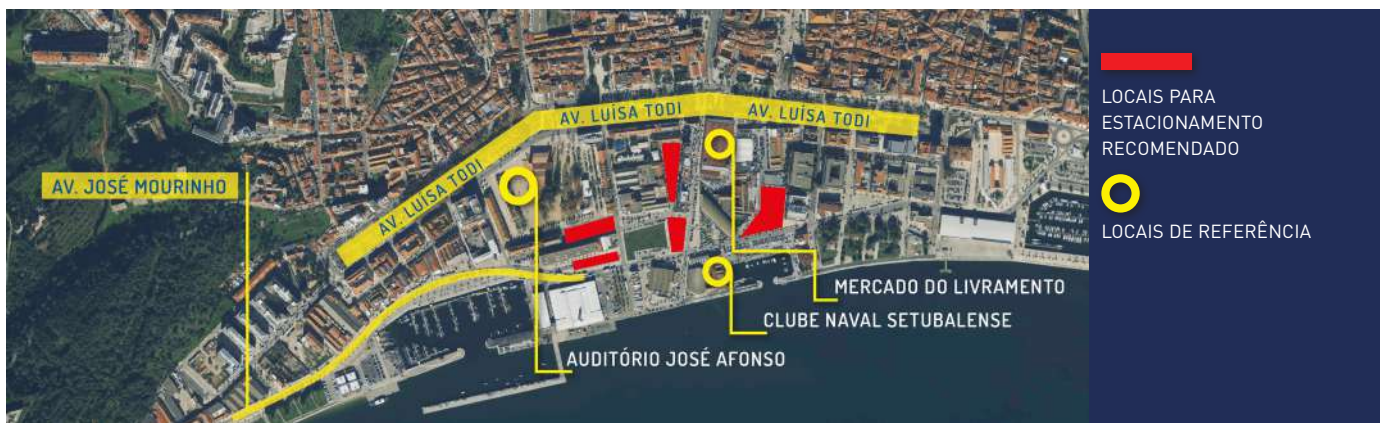 AV. LUÍSA TODI
AV. LUÍSA TODI
AV. LUÍSA TODI
AV. JOSÉ MOURINHO
MERCADO DO LIVRAMENTO
CLUBE NAVAL SETUBALENSE
AUDITÓRIO JOSÉ AFONSO
LOCAIS PARA
ESTACIONAMENTO
RECOMENDADO
LOCAIS DE REFERÊNCIA